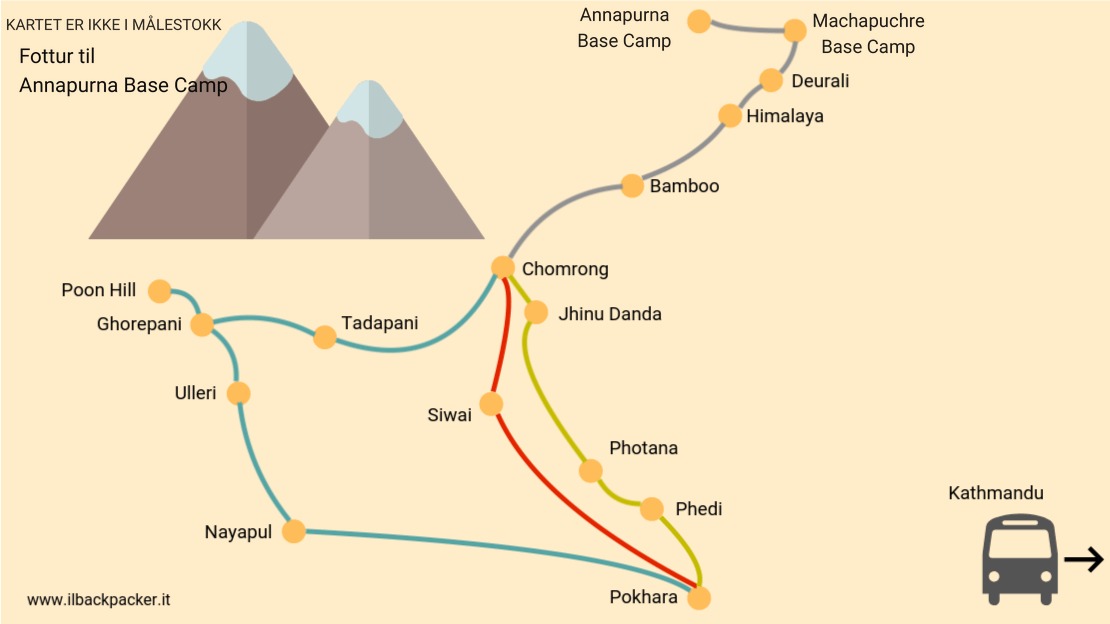 KARTET ER IKKE I MÅLESTOKK
Fottur til
Annapurna Base Camp
Annapurna
Base Camp
Machapuchre
Base Camp
Deurali
Himalaya
Bamboo
Chomrong
Poon Hill
Ghorepani
Tadapani
Jhinu Danda
Ulleri
Siwai
Photana
Phedi
Nayapul
Pokhara
Kathmandu
www.ilbackpacker.it